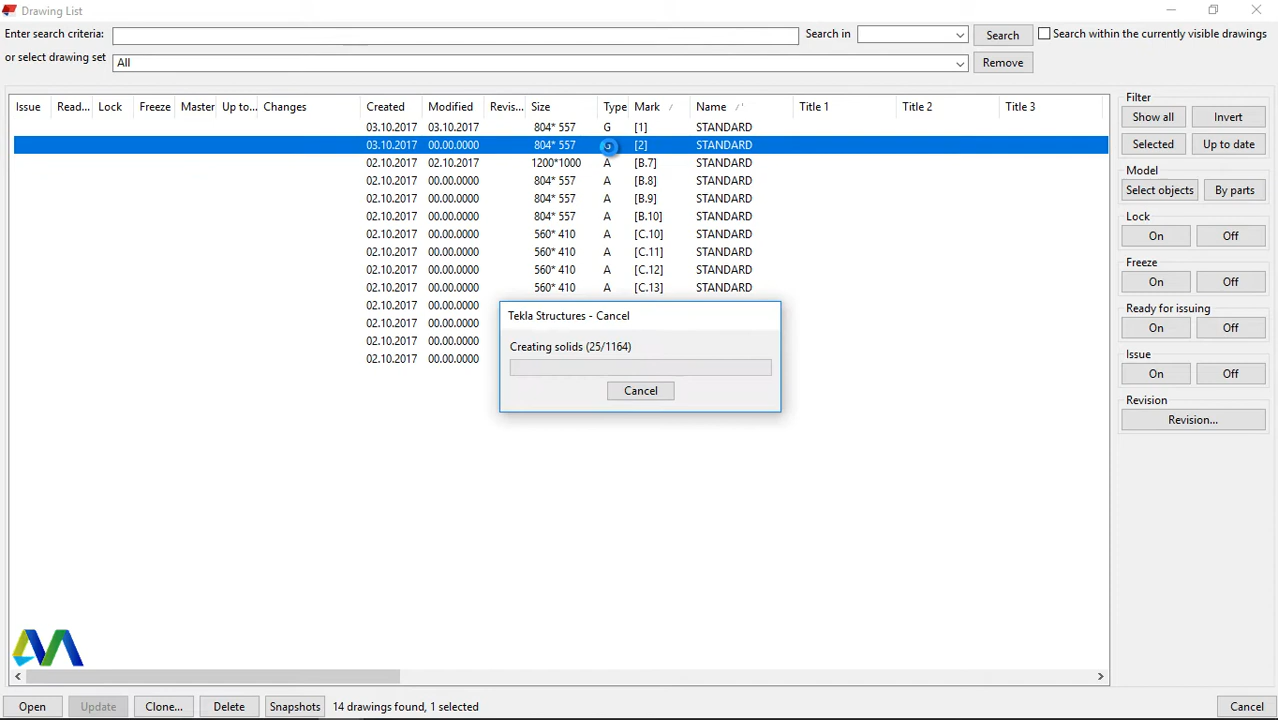 Drawing List
Enter search criteria: Search in Search Search within the currently visible drawings
or select drawing set All Remove
Issue Read... Lock Freeze Master Up to... Changes Created Modified Revis... Size Type Mark Name Title 1 Title 2 Title 3
03.10.2017 03.10.2017 804* 557 G [1] STANDARD
03.10.2017 00.00.0000 804* 557 G [2] STANDARD
02.10.2017 02.10.2017 1200*1000 A [B.7] STANDARD
02.10.2017 00.00.0000 804* 557 A [B.8] STANDARD
02.10.2017 00.00.0000 804* 557 A [B.9] STANDARD
02.10.2017 00.00.0000 804* 557 A [B.10] STANDARD
02.10.2017 00.00.0000 560* 410 A [C.10] STANDARD
02.10.2017 00.00.0000 560* 410 A [C.11] STANDARD
02.10.2017 00.00.0000 560* 410 A [C.12] STANDARD
02.10.2017 00.00.0000 560* 410 A [C.13] STANDARD
02.10.2017 00.00.0000
02.10.2017 00.00.0000
02.10.2017 00.00.0000
02.10.2017 00.00.0000
Tekla Structures - Cancel
Creating solids (25/1164)
Cancel
Filter
Show all Invert
Selected Up to date
Model
Select objects By parts
Lock
On Off
Freeze
On Off
Ready for issuing
On Off
Issue
On Off
Revision
Revision...
Open Update Clone... Delete Snapshots 14 drawings found, 1 selected Cancel